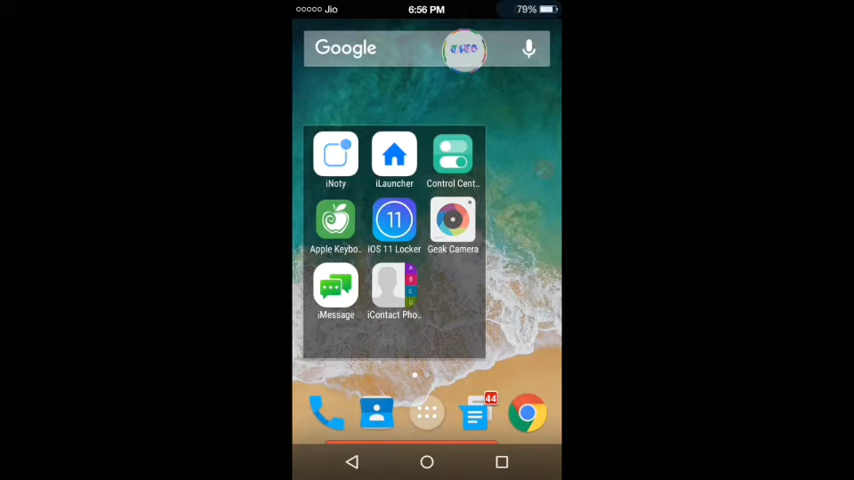 Jio 6:56 PM 79%
Google
iNoty iLauncher Control Cent..
11
Apple Keybo.. iOS 11 Locker Geak Camera
A
B
C
D
iMessage iContact Pho..
44